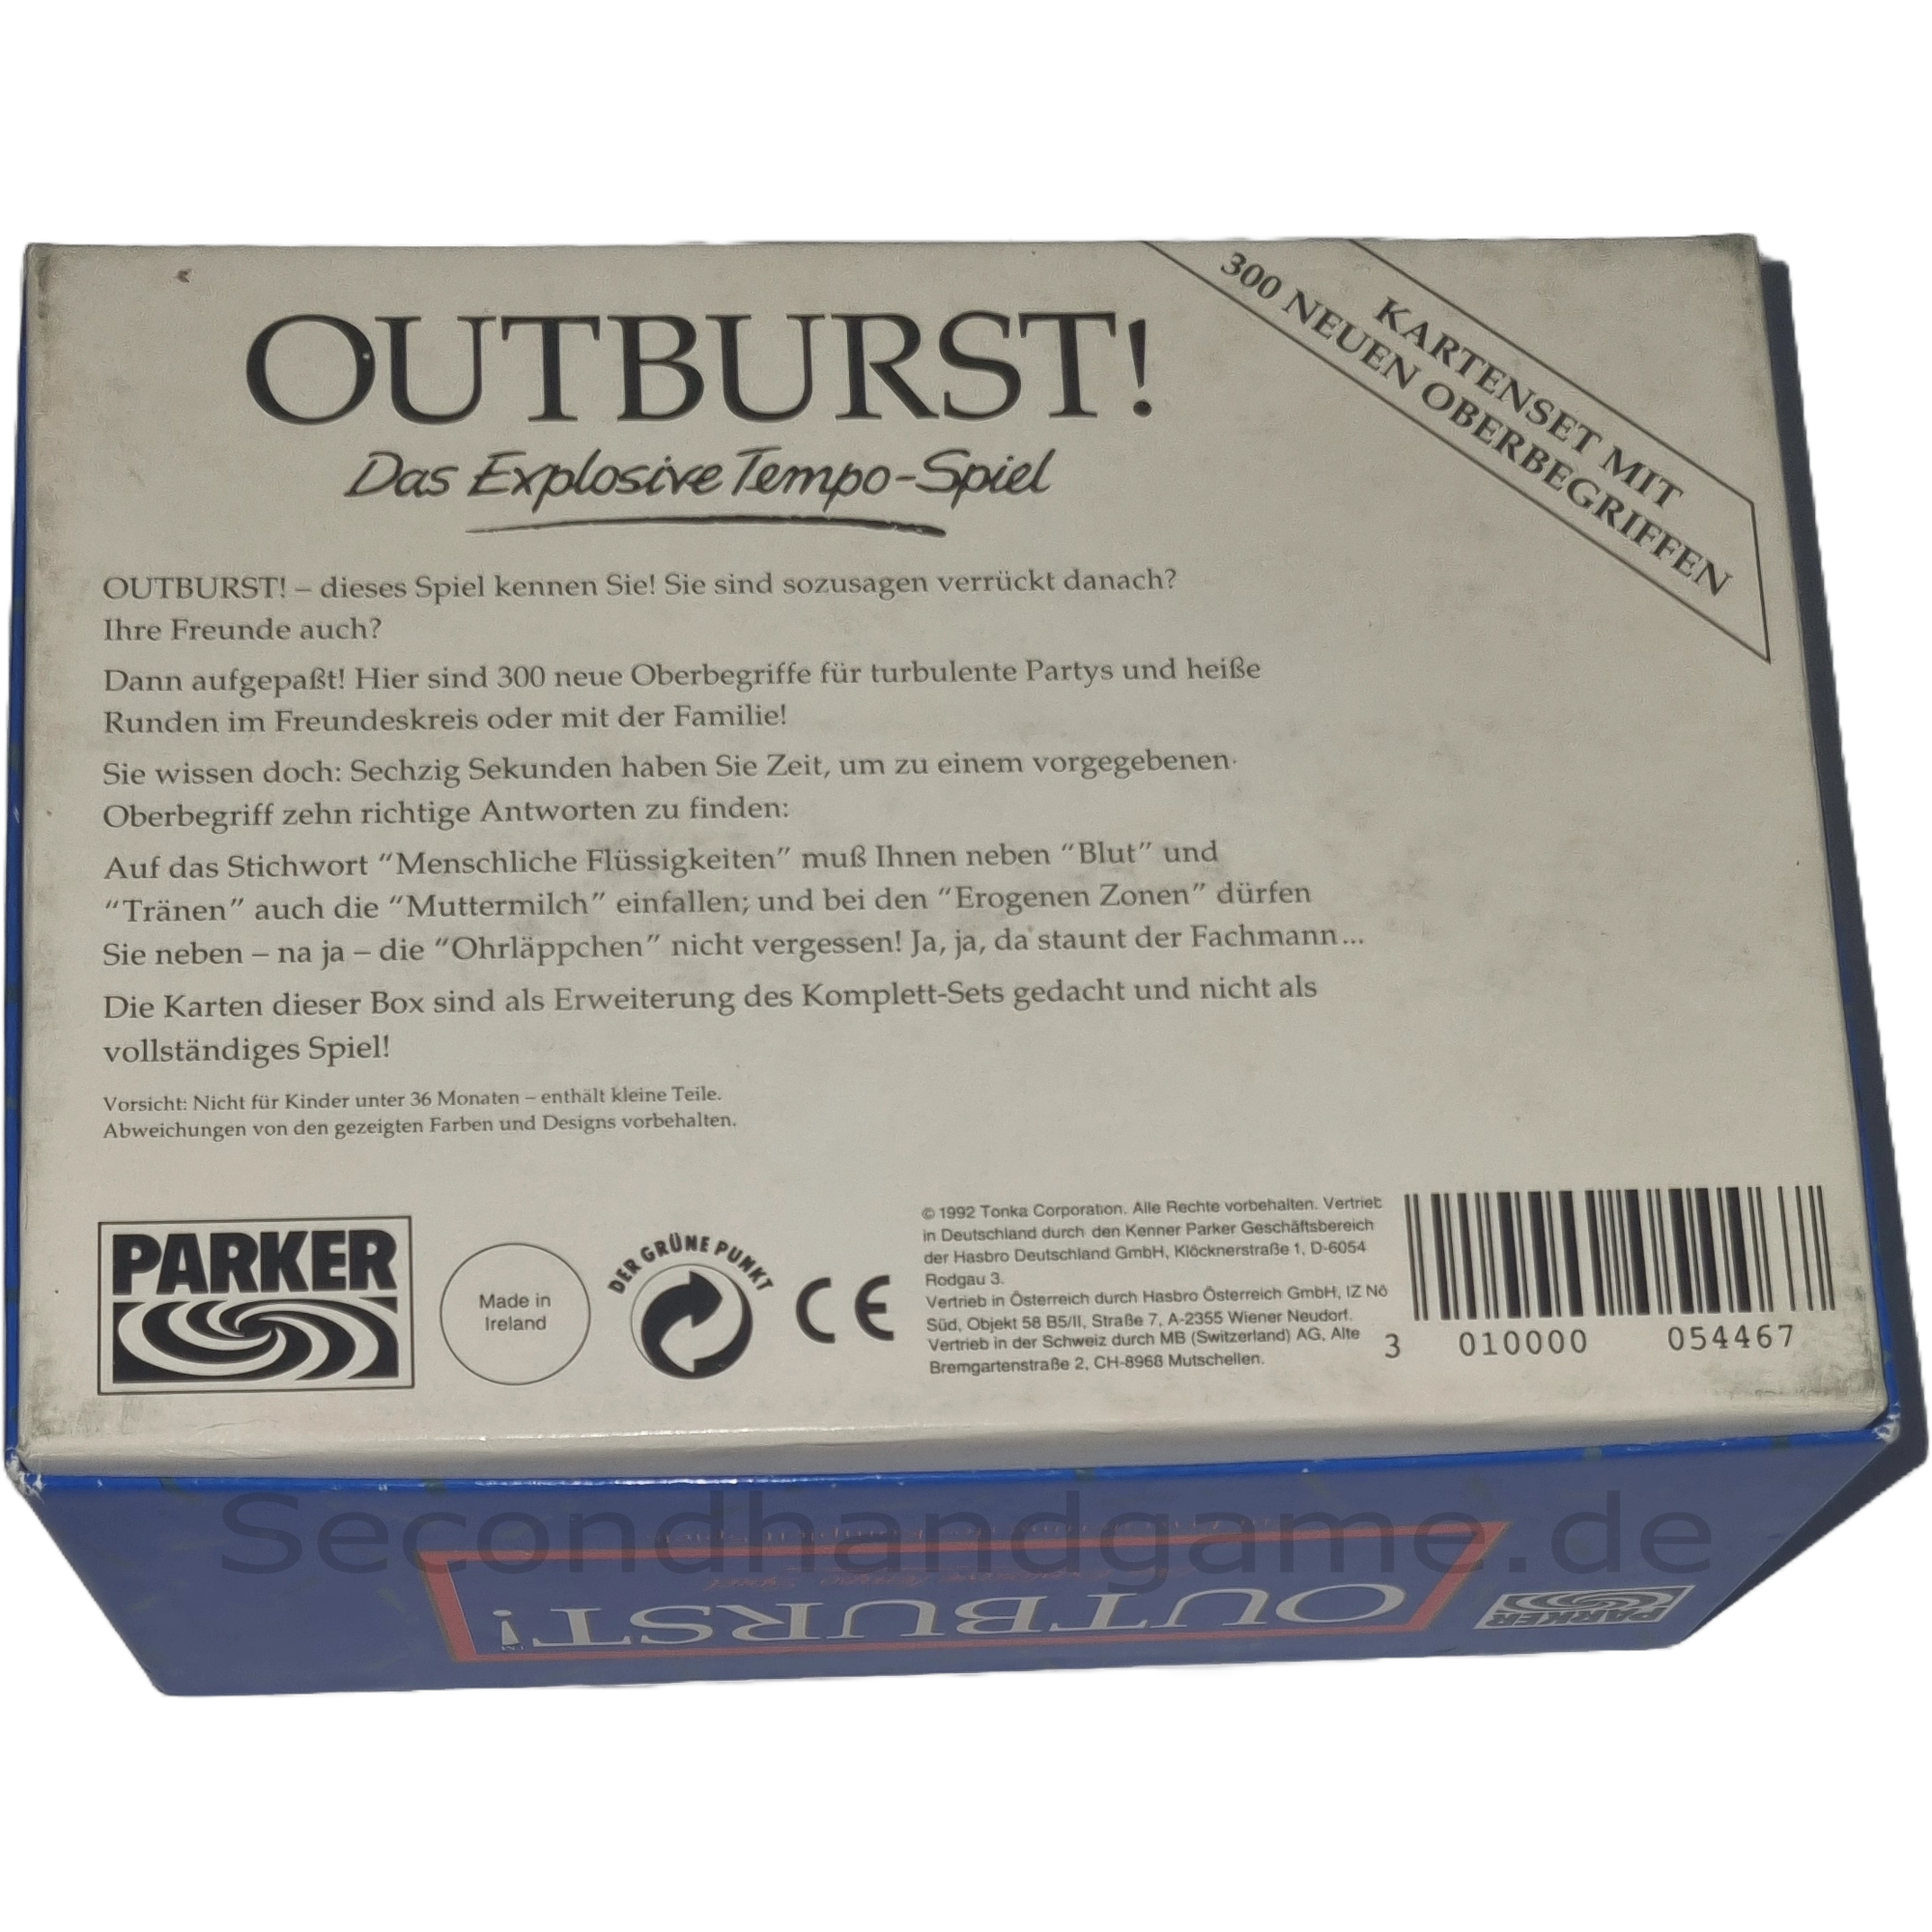 OUTBURST!
Das Explosive Tempo-Spiel
KARTENSET MIT
300 NEUEN OBERBEGRIFFEN
OUTBURST! – dieses Spiel kennen Sie! Sie sind sozusagen verrückt danach?
Ihre Freunde auch?
Dann aufgepaßt! Hier sind 300 neue Oberbegriffe für turbulente Partys und heiße
Runden im Freundeskreis oder mit der Familie!
Sie wissen doch: Sechzig Sekunden haben Sie Zeit, um zu einem vorgegebenen
Oberbegriff zehn richtige Antworten zu finden:
Auf das Stichwort “Menschliche Flüssigkeiten” muß Ihnen neben “Blut” und
“Tränen” auch die “Muttermilch” einfallen; und bei den “Erogenen Zonen” dürfen
Sie neben – na ja – die “Ohrläppchen” nicht vergessen! Ja, ja, da staunt der Fachmann...
Die Karten dieser Box sind als Erweiterung des Komplett-Sets gedacht und nicht als
vollständiges Spiel!
Vorsicht: Nicht für Kinder unter 36 Monaten – enthält kleine Teile.
Abweichungen von den gezeigten Farben und Designs vorbehalten.
PARKER
Made in
Ireland
DER GRÜNE PUNKT
CE
© 1992 Tonka Corporation. Alle Rechte vorbehalten. Vertrieb
in Deutschland durch den Kenner Parker Geschäftsbereich
der Hasbro Deutschland GmbH, Klöcknerstraße 1, D-6054
Rodgau 3.
Vertrieb in Österreich durch Hasbro Österreich GmbH, IZ NÖ
Süd, Objekt 58 B5/II, Straße 7, A-2355 Wiener Neudorf.
Vertrieb in der Schweiz durch MB (Switzerland) AG, Alte
Bremgartenstraße 2, CH-8968 Mutschellen.
3 010000 054467
Secondhandgame.de
OUTBURST!™
PARKER